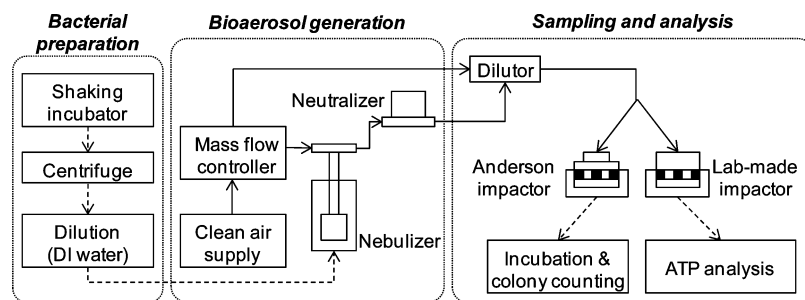 Bacterial
preparation
Shaking
incubator
Centrifuge
Dilution
(DI water)
Bioaerosol generation
Neutralizer
Mass flow
controller
Clean air
supply
Nebulizer
Sampling and analysis
Dilutor
Anderson
impactor
Lab-made
impactor
Incubation &
colony counting
ATP analysis